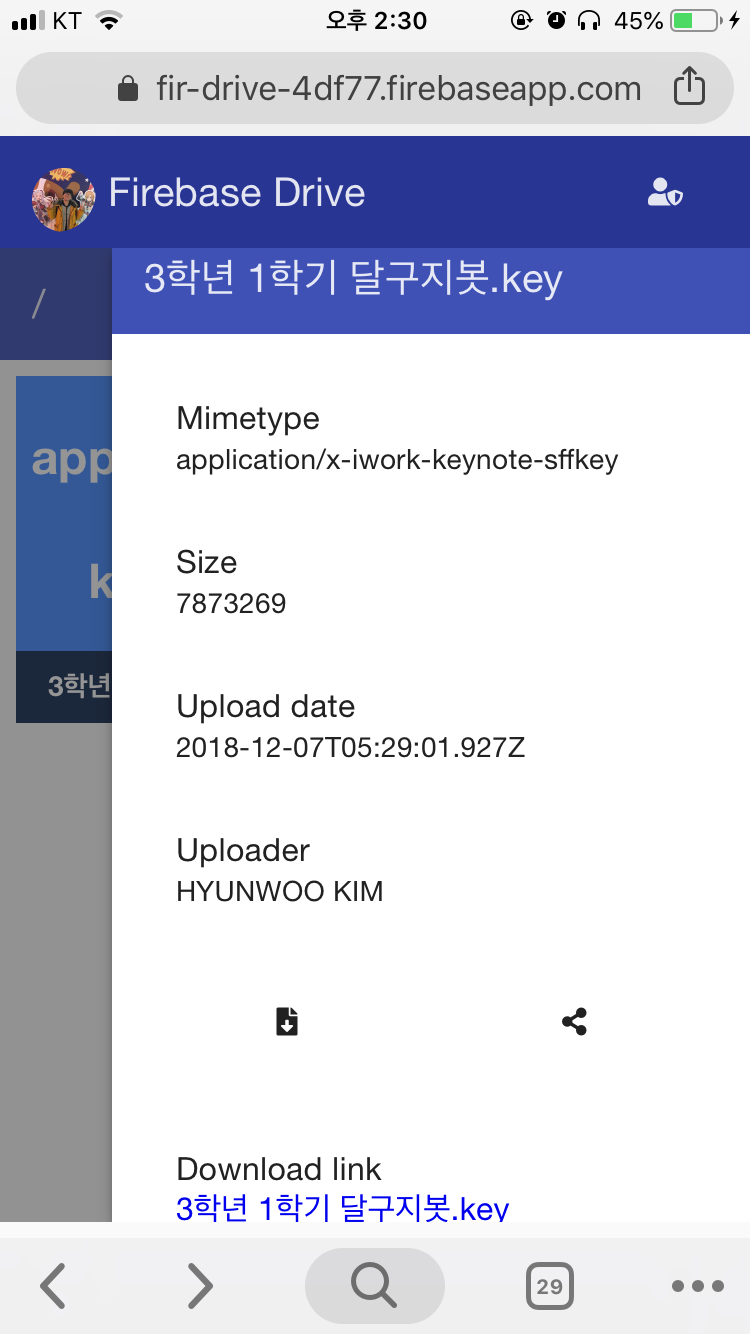 KT 오후 2:30 45%
fir-drive-4df77.firebaseapp.com
Firebase Drive
/
3학년 1학기 달구지봇.key
app
k
3학년
Mimetype
application/x-iwork-keynote-sffkey
Size
7873269
Upload date
2018-12-07T05:29:01.927Z
Uploader
HYUNWOO KIM
Download link
3학년 1학기 달구지봇.key
29